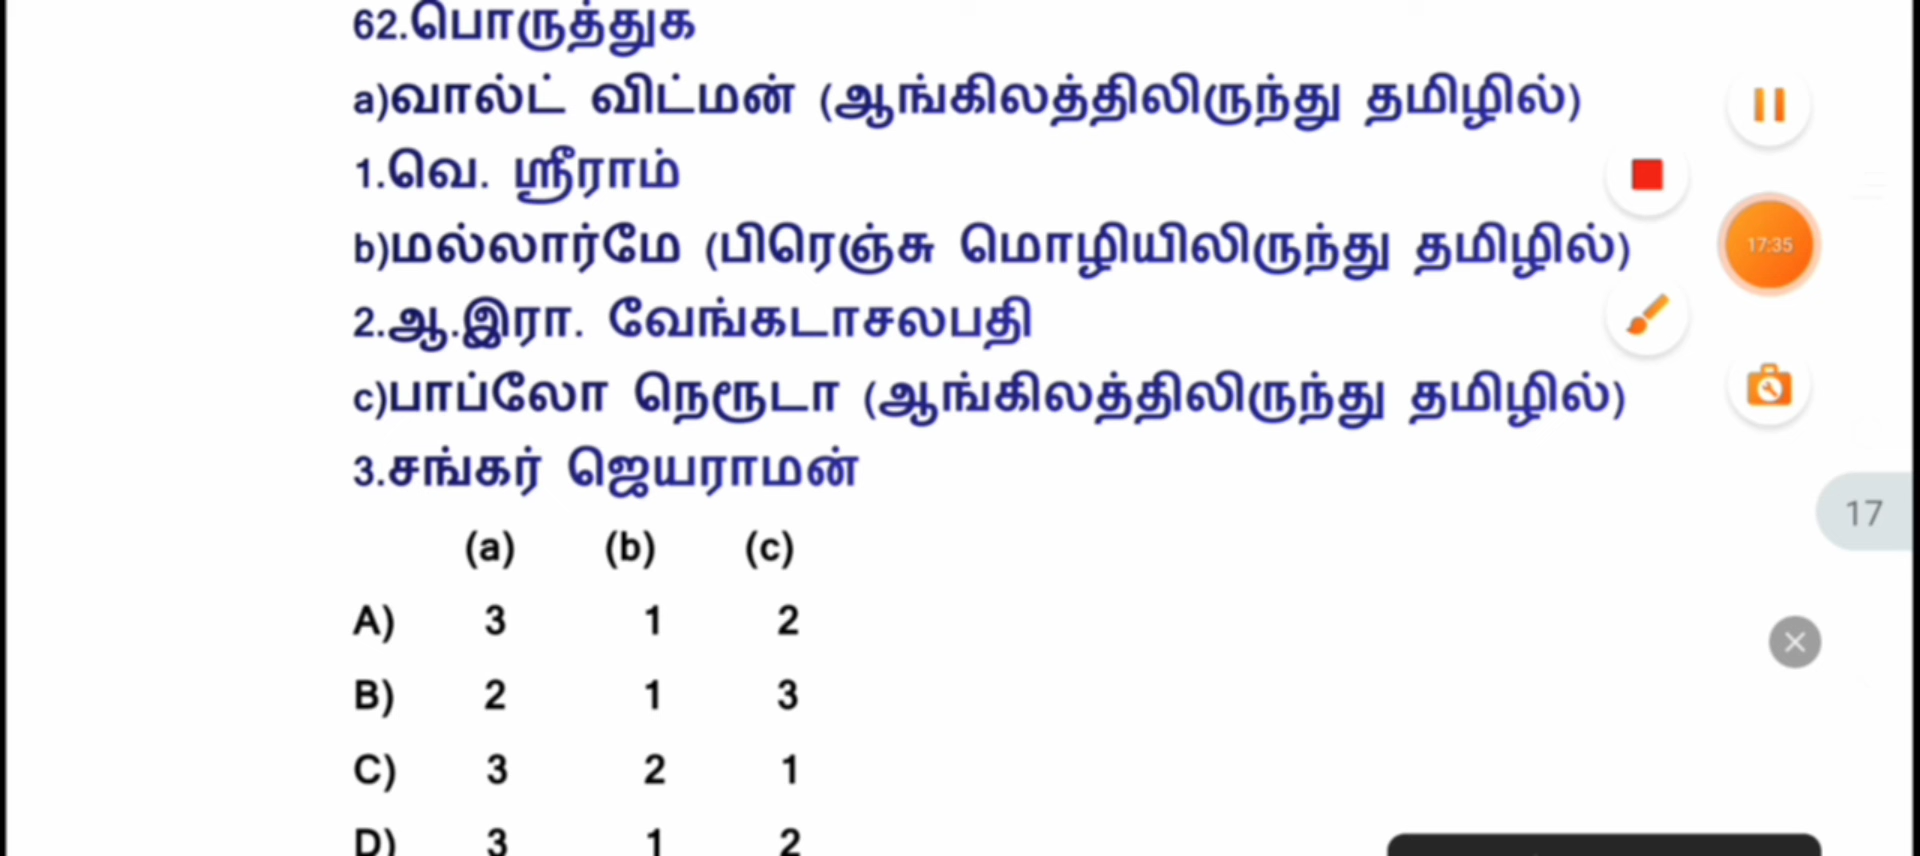 62.பொருத்துக
a)வால்ட் விட்மன் (ஆங்கிலத்திலிருந்து தமிழில்)
1.வெ. ஸ்ரீராம்
b)மல்லார்மே (பிரெஞ்சு மொழியிலிருந்து தமிழில்)
17:35
2.ஆ.இரா. வேங்கடாசலபதி
c)பாப்லோ நெரூடா (ஆங்கிலத்திலிருந்து தமிழில்)
3.சங்கர் ஜெயராமன்
17
(a) (b) (c)
A) 3 1 2
B) 2 1 3
C) 3 2 1
D) 3 1 2